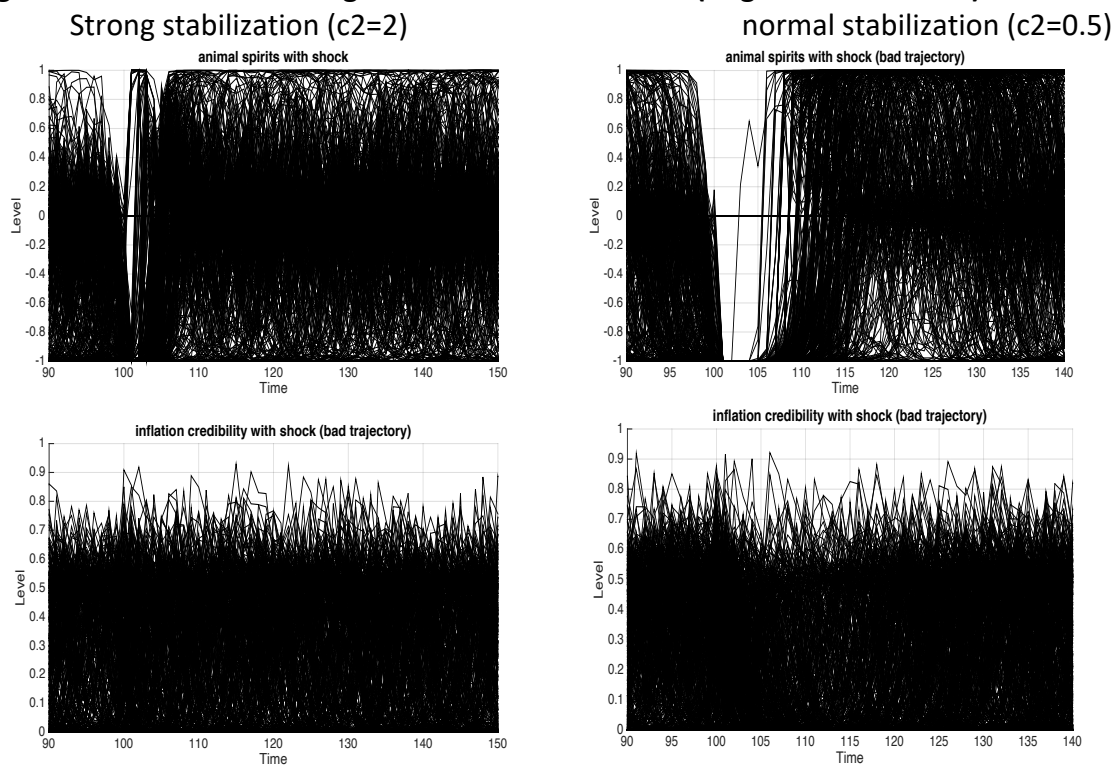 Strong stabilization (c2=2)
normal stabilization (c2=0.5)
animal spirits with shock
1
0.8
0.6
0.4
0.2
0
-0.2
-0.4
-0.6
-0.8
-1
Level
90 100 110 120 130 140 150
Time
animal spirits with shock (bad trajectory)
1
0.8
0.6
0.4
0.2
0
-0.2
-0.4
-0.6
-0.8
-1
Level
90 95 100 105 110 115 120 125 130 135 140
Time
inflation credibility with shock (bad trajectory)
1
0.9
0.8
0.7
0.6
0.5
0.4
0.3
0.2
0.1
0
Level
90 100 110 120 130 140 150
Time
inflation credibility with shock (bad trajectory)
1
0.9
0.8
0.7
0.6
0.5
0.4
0.3
0.2
0.1
0
Level
90 95 100 105 110 115 120 125 130 135 140
Time